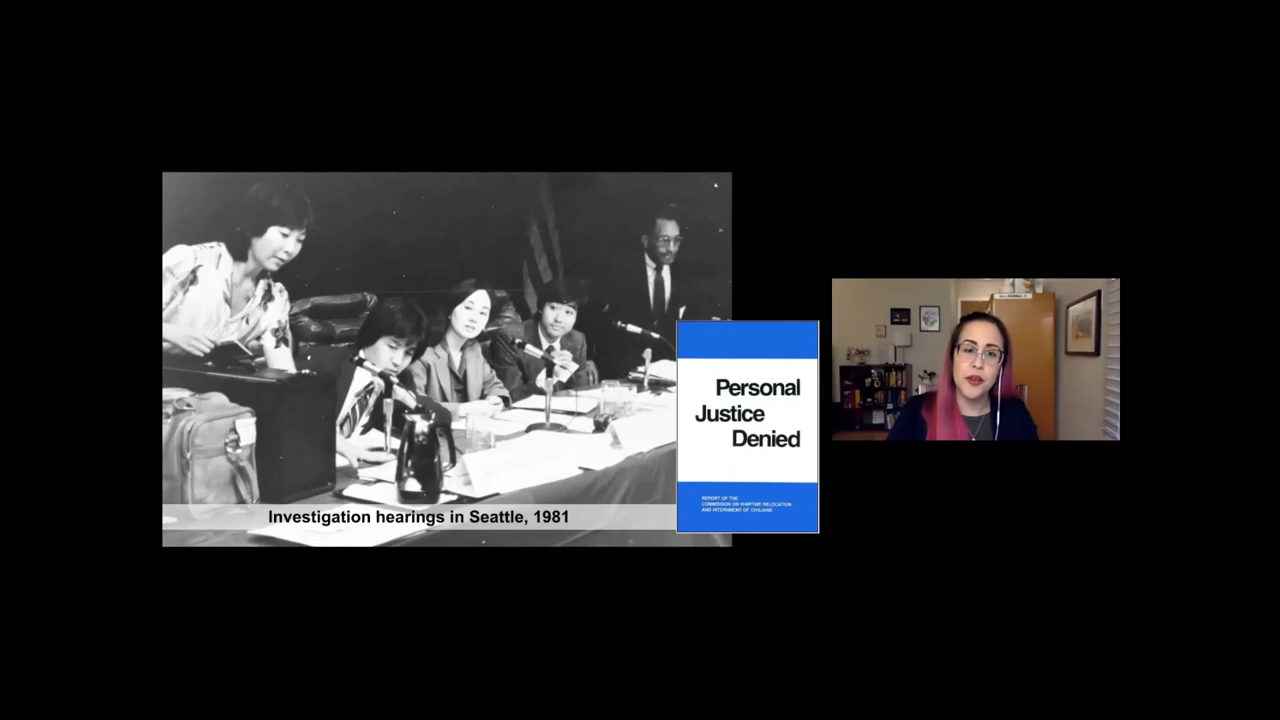 Personal
Justice
Denied
REPORT OF THE
COMMISSION ON WARTIME RELOCATION
AND INTERNMENT OF CIVILIANS
Investigation hearings in Seattle, 1981